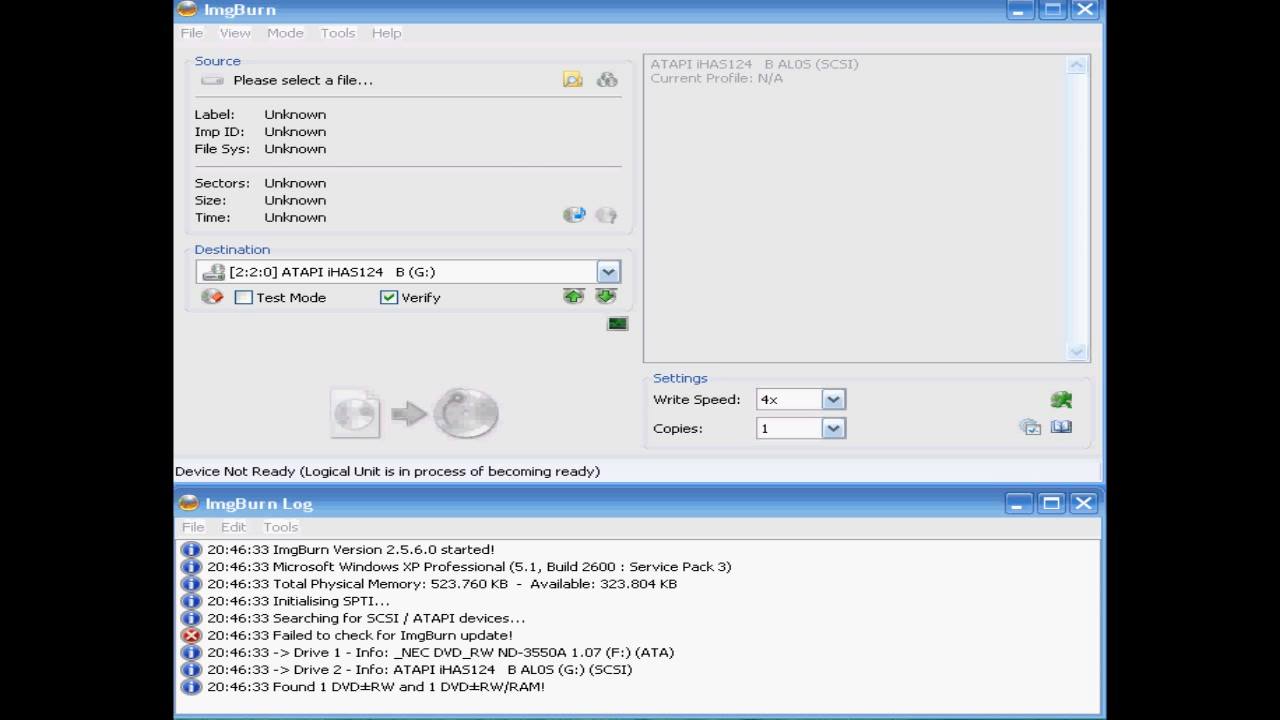 ImgBurn
File View Mode Tools Help
Source
Please select a file...
Label: Unknown
Imp ID: Unknown
File Sys: Unknown
Sectors: Unknown
Size: Unknown
Time: Unknown
Destination
[2:2:0] ATAPI iHAS124   B (G:)
Test Mode Verify
ATAPI iHAS124   B AL0S (SCSI)
Current Profile: N/A
Settings
Write Speed: 4x
Copies: 1
Device Not Ready (Logical Unit is in process of becoming ready)
ImgBurn Log
File Edit Tools
20:46:33 ImgBurn Version 2.5.6.0 started!
20:46:33 Microsoft Windows XP Professional (5.1, Build 2600 : Service Pack 3)
20:46:33 Total Physical Memory: 523.760 KB  -  Available: 323.804 KB
20:46:33 Initialising SPTI...
20:46:33 Searching for SCSI / ATAPI devices...
20:46:33 Failed to check for ImgBurn update!
20:46:33 -> Drive 1 - Info: _NEC DVD_RW ND-3550A 1.07 (F:) (ATA)
20:46:33 -> Drive 2 - Info: ATAPI iHAS124   B AL0S (G:) (SCSI)
20:46:33 Found 1 DVD±RW and 1 DVD±RW/RAM!